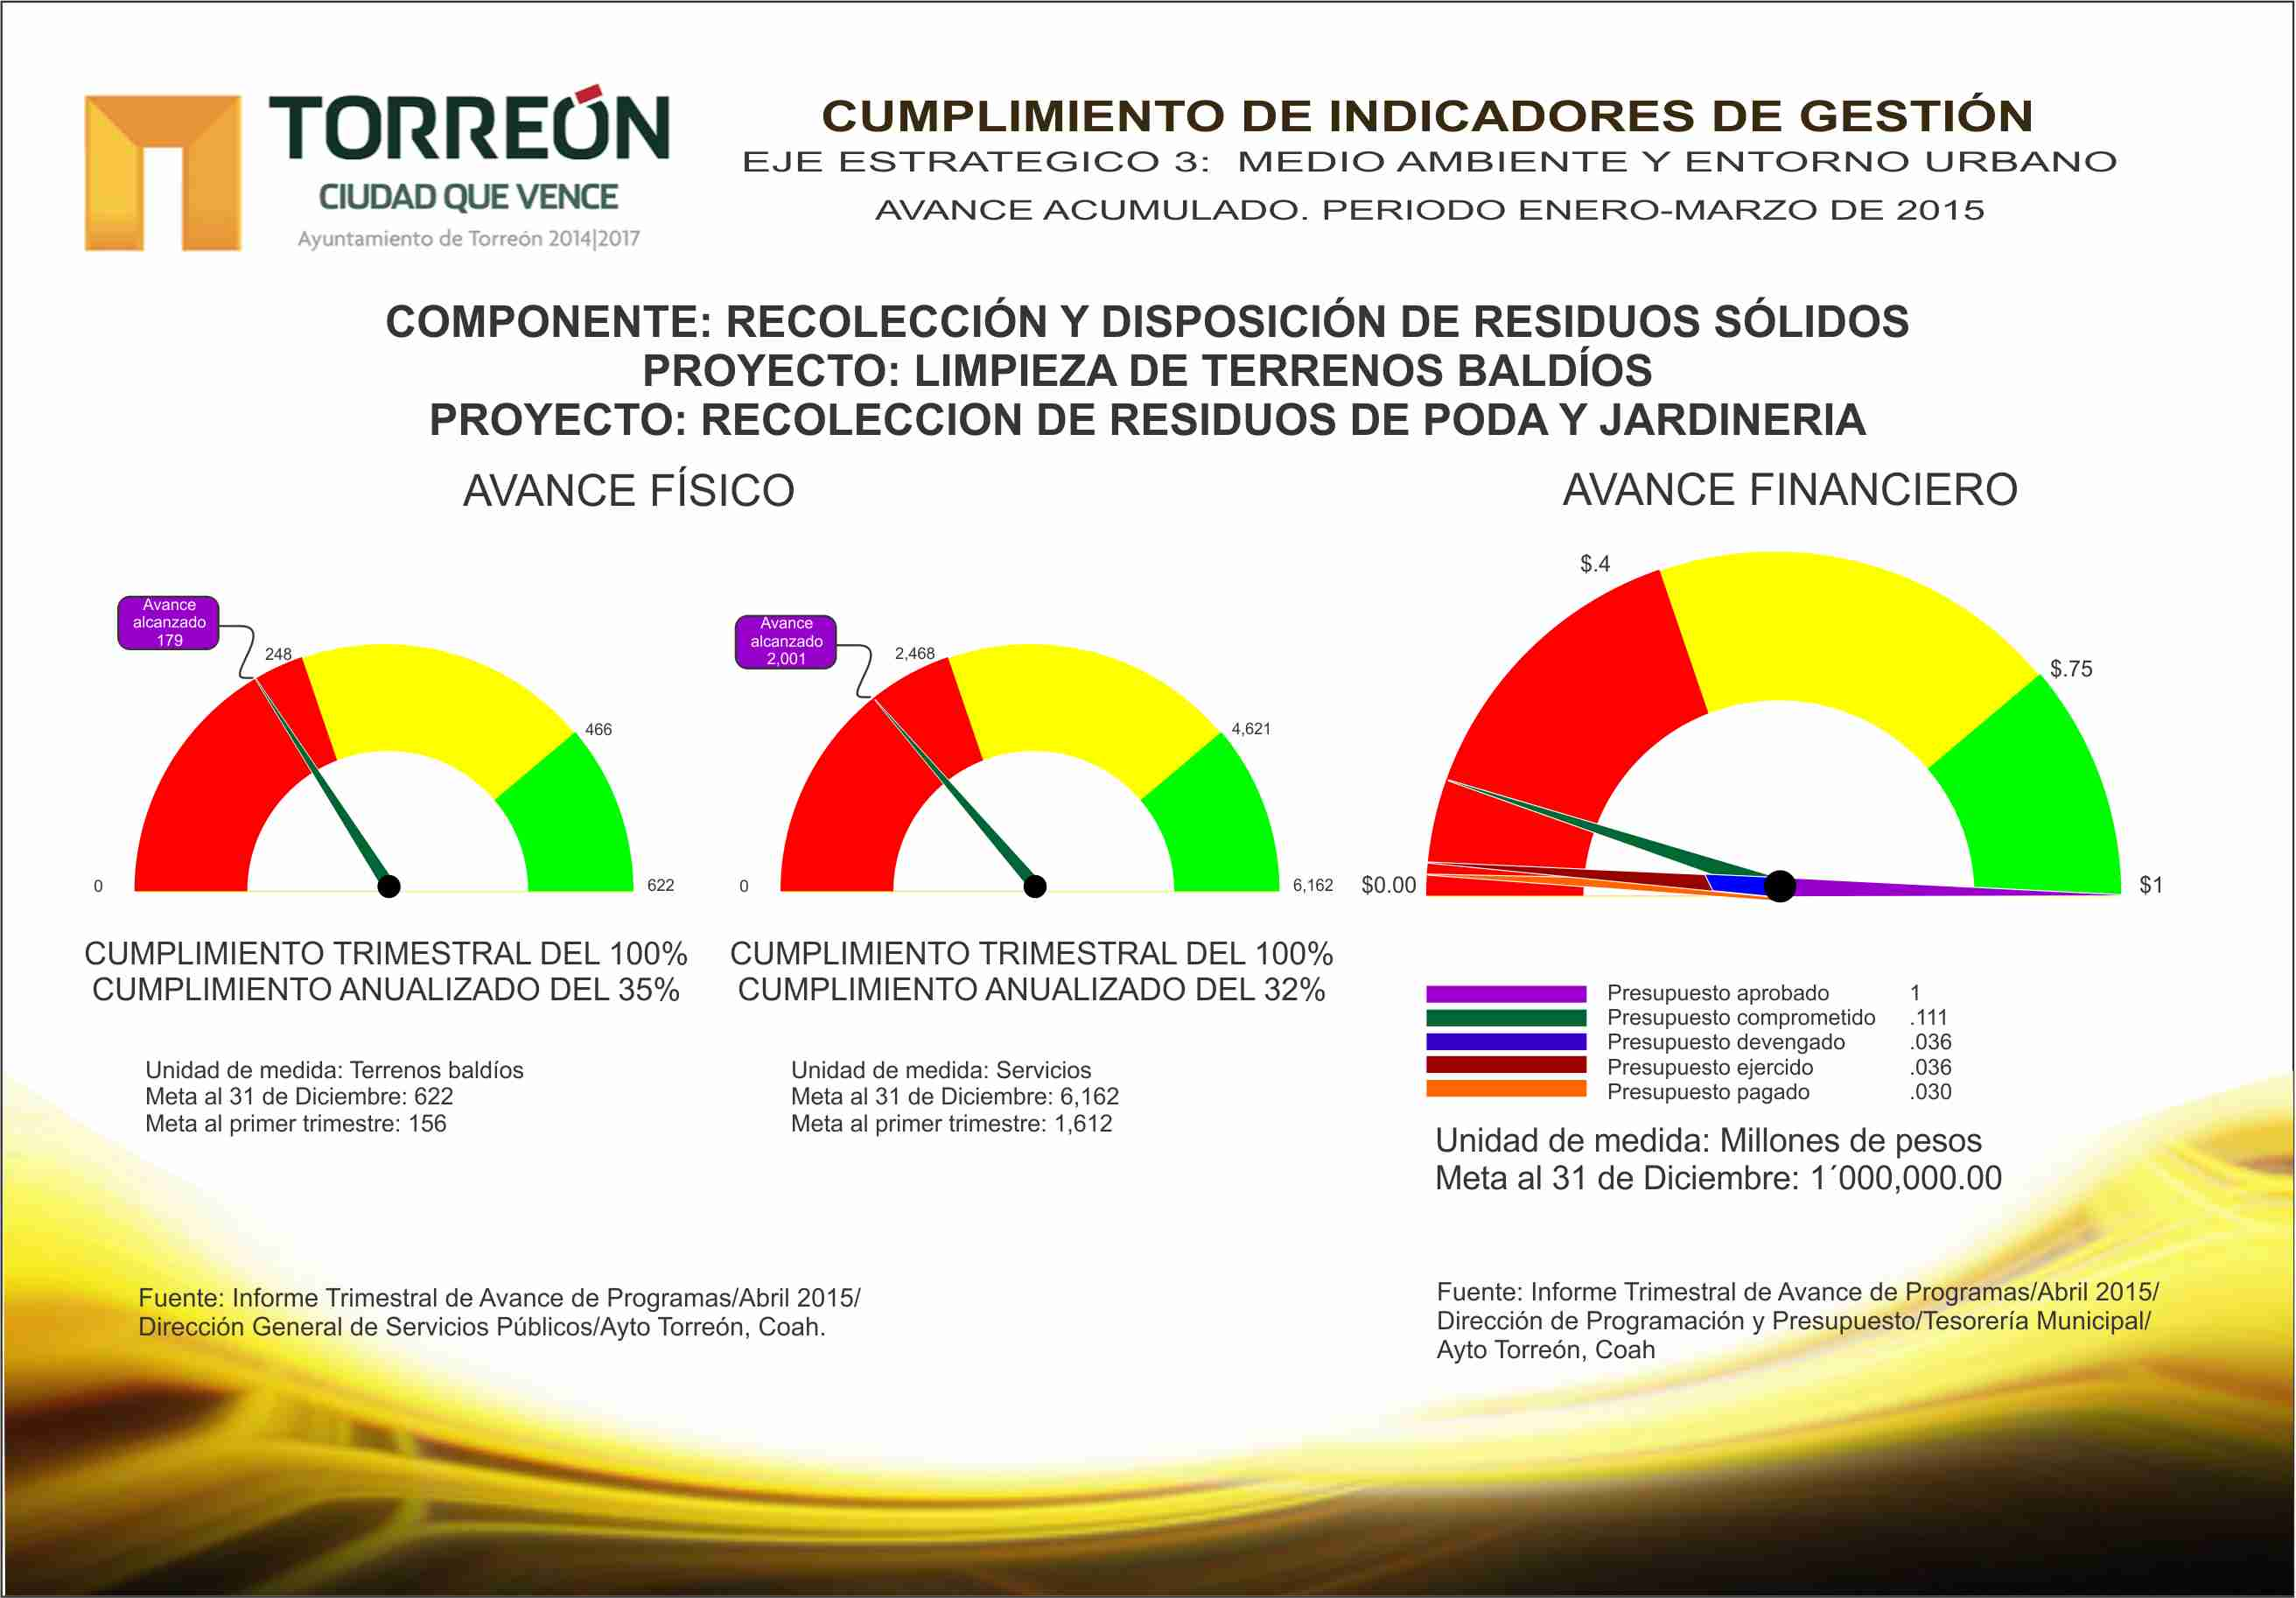 TORREÓN
CIUDAD QUE VENCE
Ayuntamiento de Torreón 2014|2017
CUMPLIMIENTO DE INDICADORES DE GESTIÓN
EJE ESTRATEGICO 3: MEDIO AMBIENTE Y ENTORNO URBANO
AVANCE ACUMULADO. PERIODO ENERO-MARZO DE 2015
COMPONENTE: RECOLECCIÓN Y DISPOSICIÓN DE RESIDUOS SÓLIDOS
PROYECTO: LIMPIEZA DE TERRENOS BALDÍOS
PROYECTO: RECOLECCION DE RESIDUOS DE PODA Y JARDINERIA
AVANCE FÍSICO
Avance
alcanzado
179
248
466
0
622
CUMPLIMIENTO TRIMESTRAL DEL 100%
CUMPLIMIENTO ANUALIZADO DEL 35%
Unidad de medida: Terrenos baldíos
Meta al 31 de Diciembre: 622
Meta al primer trimestre: 156
Avance
alcanzado
2,001
2,468
4,621
0
6,162
CUMPLIMIENTO TRIMESTRAL DEL 100%
CUMPLIMIENTO ANUALIZADO DEL 32%
Unidad de medida: Servicios
Meta al 31 de Diciembre: 6,162
Meta al primer trimestre: 1,612
Fuente: Informe Trimestral de Avance de Programas/Abril 2015/
Dirección General de Servicios Públicos/Ayto Torreón, Coah.
AVANCE FINANCIERO
$.4
$.75
$0.00
$1
Presupuesto aprobado 1
Presupuesto comprometido .111
Presupuesto devengado .036
Presupuesto ejercido .036
Presupuesto pagado .030
Unidad de medida: Millones de pesos
Meta al 31 de Diciembre: 1´000,000.00
Fuente: Informe Trimestral de Avance de Programas/Abril 2015/
Dirección de Programación y Presupuesto/Tesorería Municipal/
Ayto Torreón, Coah